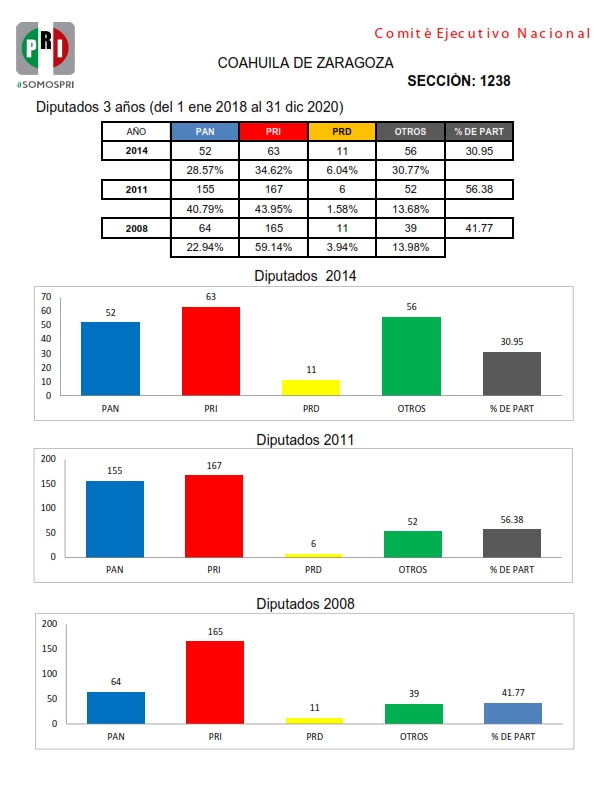 PRI
#SOMOSPRI
Comité Ejecutivo Nacional
COAHUILA DE ZARAGOZA
SECCIÓN: 1238
Diputados 3 años (del 1 ene 2018 al 31 dic 2020)
AÑO PAN PRI PRD OTROS % DE PART
2014 52 63 11 56 30.95
28.57% 34.62% 6.04% 30.77%
2011 155 167 6 52 56.38
40.79% 43.95% 1.58% 13.68%
2008 64 165 11 39 41.77
22.94% 59.14% 3.94% 13.98%
Diputados 2014
70
60
50
40
30
20
10
0
52 63 11 56 30.95
PAN PRI PRD OTROS % DE PART
Diputados 2011
200
150
100
50
0
155 167 6 52 56.38
PAN PRI PRD OTROS % DE PART
Diputados 2008
200
150
100
50
0
64 165 11 39 41.77
PAN PRI PRD OTROS % DE PART